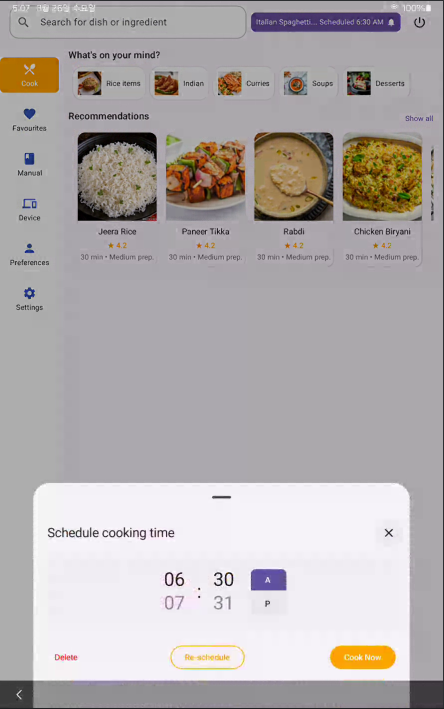 5:07 8월 26일 수요일
100%
Search for dish or ingredient
Italian Spaghetti... Scheduled 6:30 AM
What's on your mind?
Cook
Rice items
Indian
Curries
Soups
Desserts
Recommendations
Show all
Favourites
Manual
Device
Preferences
Settings
Jeera Rice
Paneer Tikka
Rabdi
Chicken Biryani
★ 4.2
★ 4.2
★ 4.2
★ 4.2
30 min • Medium prep.
30 min • Medium prep.
30 min • Medium prep.
30 min • Medium prep.
Schedule cooking time
06 : 30 A
07 31 P
Delete
Re-schedule
Cook Now